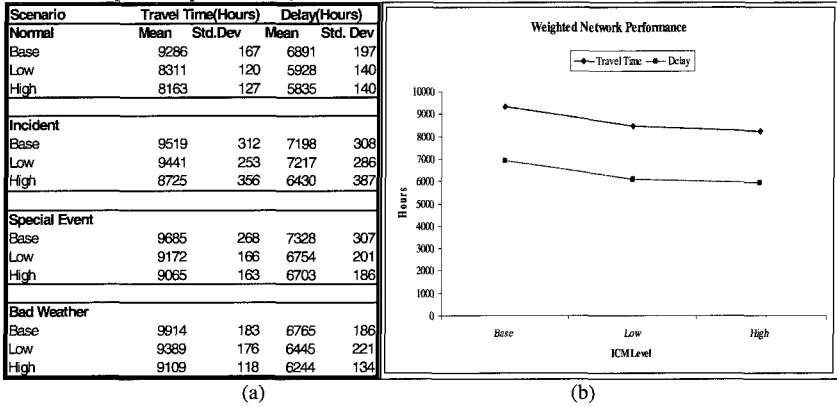 Scenario Travel Time(Hours) Delay(Hours)
Normal Mean Std.Dev Mean Std. Dev
Base 9286 167 6891 197
Low 8311 120 5928 140
High 8163 127 5835 140
Incident
Base 9519 312 7198 308
Low 9441 253 7217 286
High 8725 356 6430 387
Special Event
Base 9685 268 7328 307
Low 9172 166 6754 201
High 9065 163 6703 186
Bad Weather
Base 9914 183 6765 186
Low 9389 176 6445 221
High 9109 118 6244 134
(a)
Weighted Network Performance
Travel Time Delay
10000
9000
8000
7000
6000
5000
4000
3000
2000
1000
0
Hours
Base Low High
ICM Level
(b)